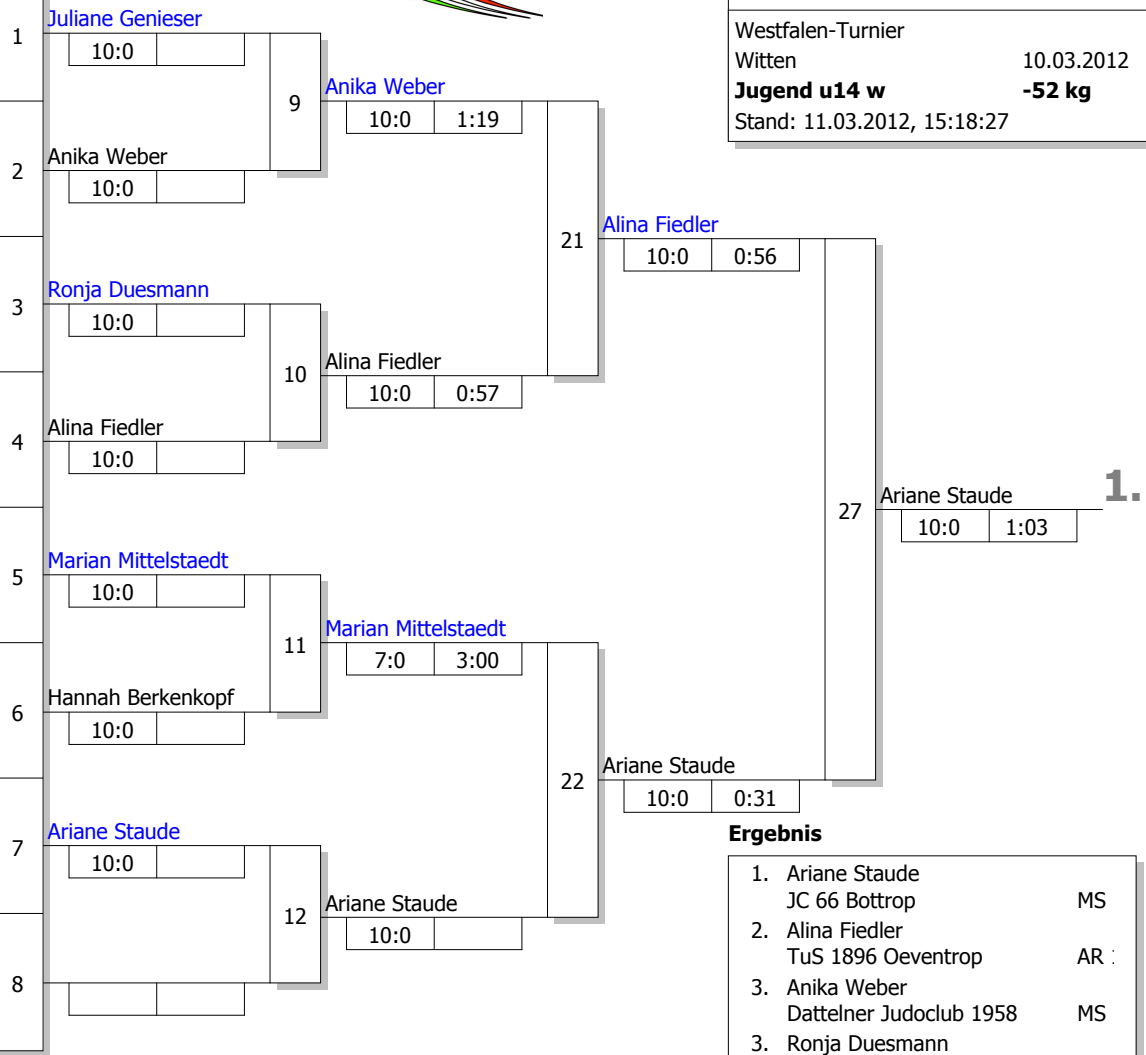 Westfalen-Turnier
Witten 10.03.2012
Jugend u14 w -52 kg
Stand: 11.03.2012, 15:18:27
1
Juliane Genieser
10:0
2
Anika Weber
10:0
3
Ronja Duesmann
10:0
4
Alina Fiedler
10:0
5
Marian Mittelstaedt
10:0
6
Hannah Berkenkopf
10:0
7
Ariane Staude
10:0
8
9
Anika Weber
10:0 1:19
10
Alina Fiedler
10:0 0:57
11
Marian Mittelstaedt
7:0 3:00
12
Ariane Staude
10:0
21
Alina Fiedler
10:0 0:56
22
Ariane Staude
10:0 0:31
27
Ariane Staude 1.
10:0 1:03
Ergebnis
1. Ariane Staude
JC 66 Bottrop MS
2. Alina Fiedler
TuS 1896 Oeventrop AR
3. Anika Weber
Dattelner Judoclub 1958 MS
3. Ronja Duesmann